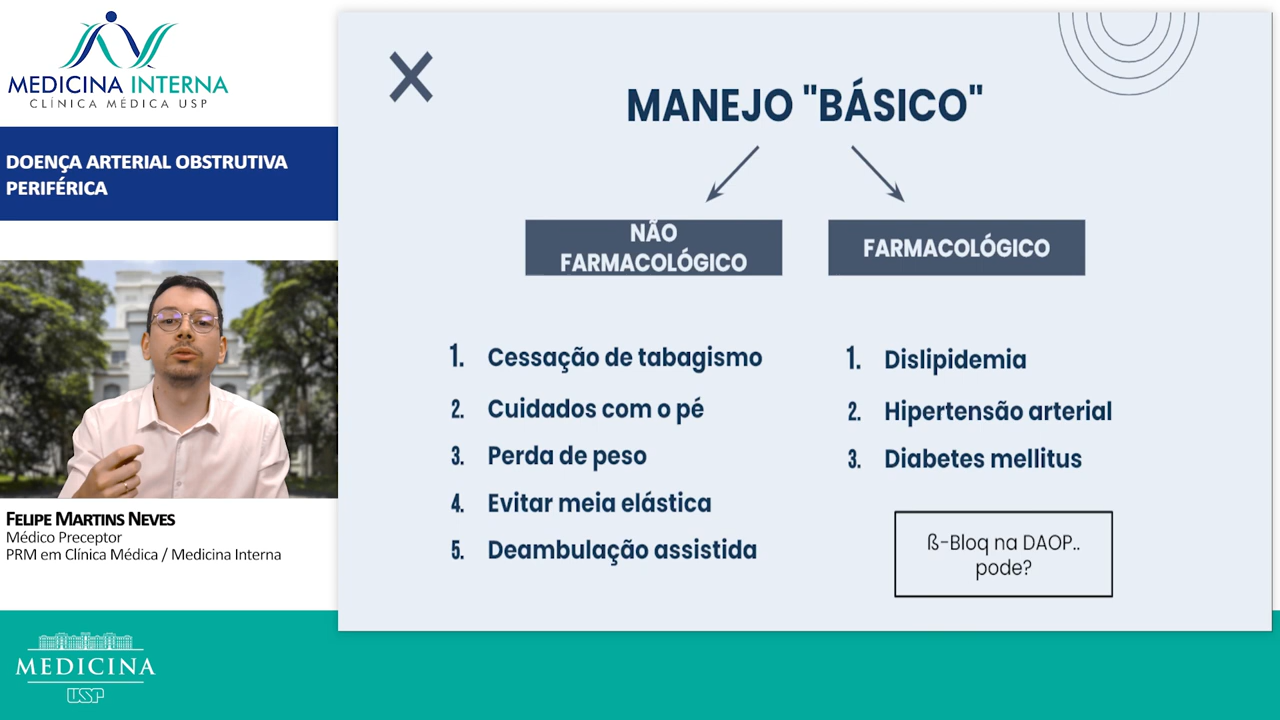 MEDICINA INTERNA
CLÍNICA MÉDICA USP
DOENÇA ARTERIAL OBSTRUTIVA
PERIFÉRICA
FELIPE MARTINS NEVES
Médico Preceptor
PRM em Clínica Médica / Medicina Interna
MEDICINA
USP
MANEJO "BÁSICO"
NÃO
FARMACOLÓGICO
1. Cessação de tabagismo
2. Cuidados com o pé
3. Perda de peso
4. Evitar meia elástica
5. Deambulação assistida
FARMACOLÓGICO
1. Dislipidemia
2. Hipertensão arterial
3. Diabetes mellitus
ß-Bloq na DAOP..
pode?